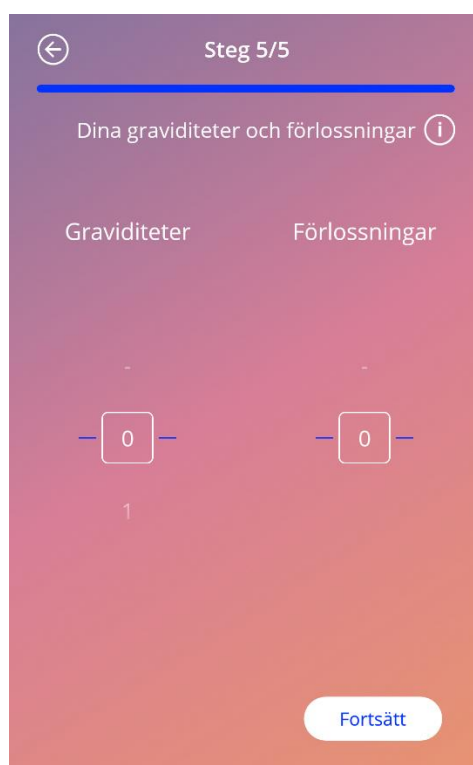 Steg 5/5
Dina graviditeter och förlossningar i
Graviditeter Förlossningar
- -
0 0
1
Fortsätt